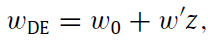 w_DE = w_0 + w′z,